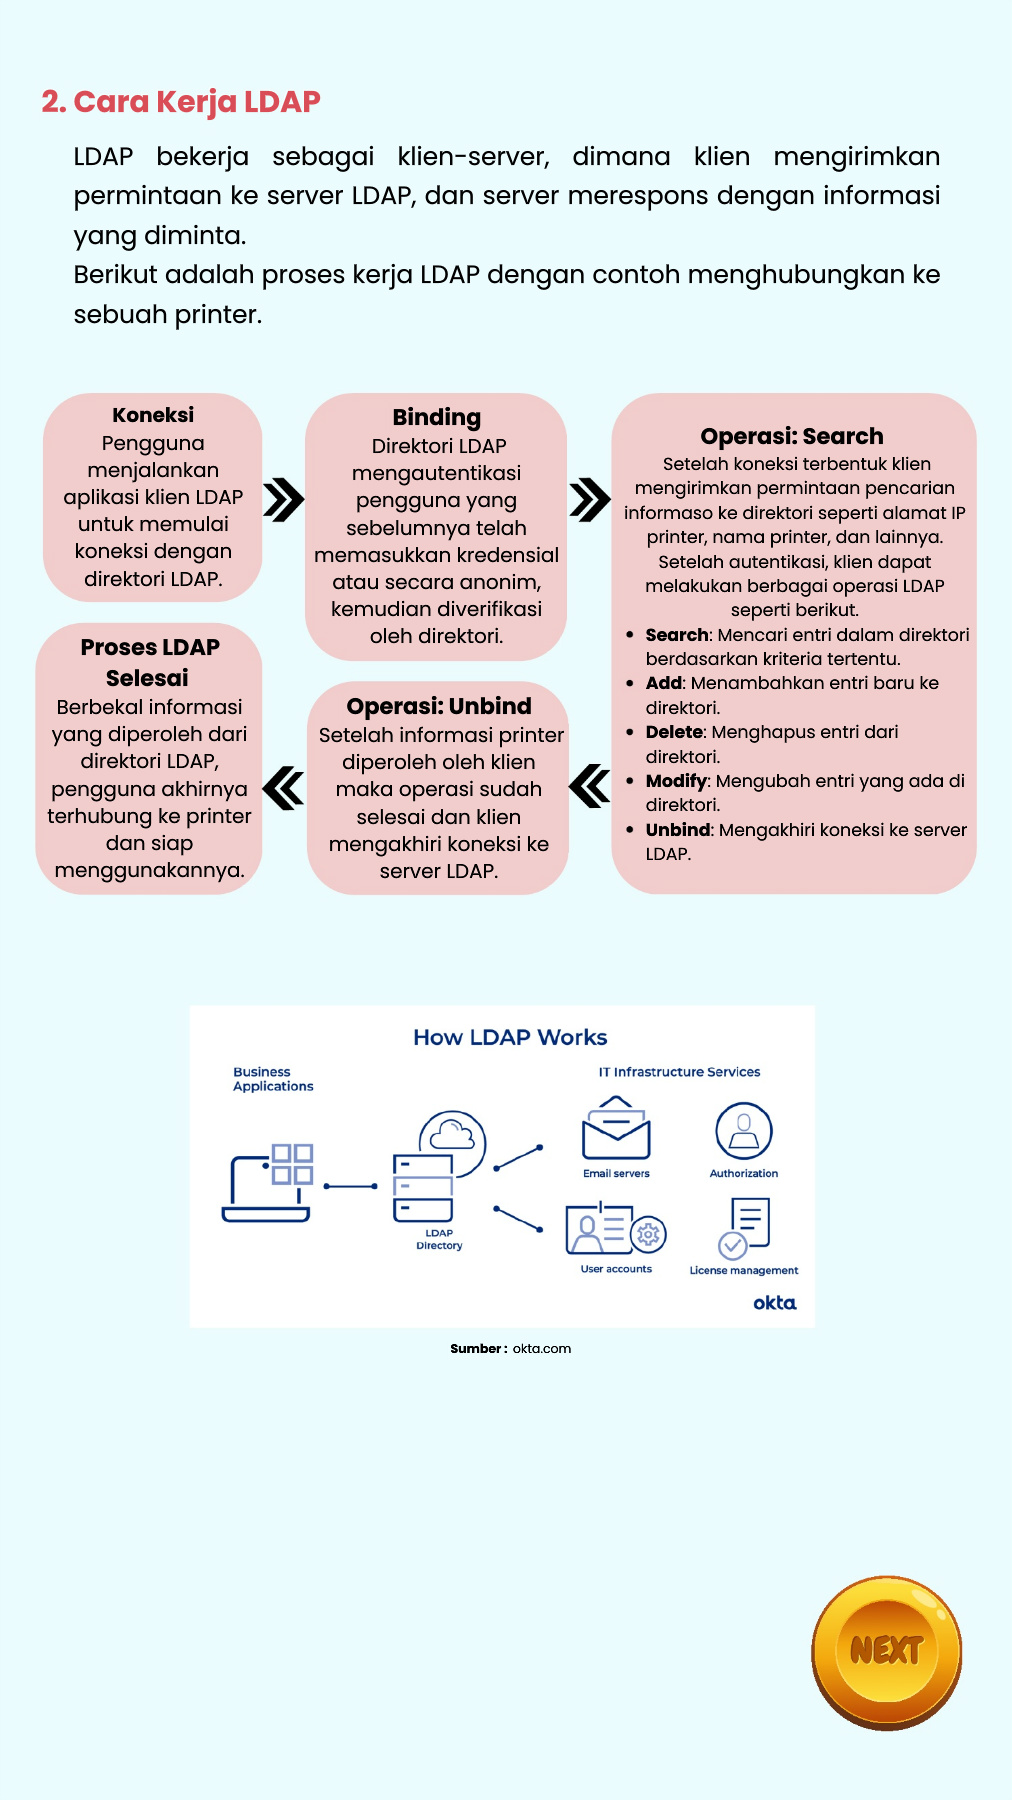 2. Cara Kerja LDAP
LDAP bekerja sebagai klien-server, dimana klien mengirimkan
permintaan ke server LDAP, dan server merespons dengan informasi
yang diminta.
Berikut adalah proses kerja LDAP dengan contoh menghubungkan ke
sebuah printer.
Koneksi
Pengguna
menjalankan
aplikasi klien LDAP
untuk memulai
koneksi dengan
direktori LDAP.
Binding
Direktori LDAP
mengautentikasi
pengguna yang
sebelumnya telah
memasukkan kredensial
atau secara anonim,
kemudian diverifikasi
oleh direktori.
Operasi: Search
Setelah koneksi terbentuk klien
mengirimkan permintaan pencarian
informaso ke direktori seperti alamat IP
printer, nama printer, dan lainnya.
Setelah autentikasi, klien dapat
melakukan berbagai operasi LDAP
seperti berikut.
• Search: Mencari entri dalam direktori
berdasarkan kriteria tertentu.
• Add: Menambahkan entri baru ke
direktori.
• Delete: Menghapus entri dari
direktori.
• Modify: Mengubah entri yang ada di
direktori.
• Unbind: Mengakhiri koneksi ke server
LDAP.
Operasi: Unbind
Setelah informasi printer
diperoleh oleh klien
maka operasi sudah
selesai dan klien
mengakhiri koneksi ke
server LDAP.
Proses LDAP
Selesai
Berbekal informasi
yang diperoleh dari
direktori LDAP,
pengguna akhirnya
terhubung ke printer
dan siap
menggunakannya.
How LDAP Works
Business
Applications
IT Infrastructure Services
Email servers
Authorization
LDAP
Directory
User accounts
License management
okta
Sumber : okta.com
NEXT